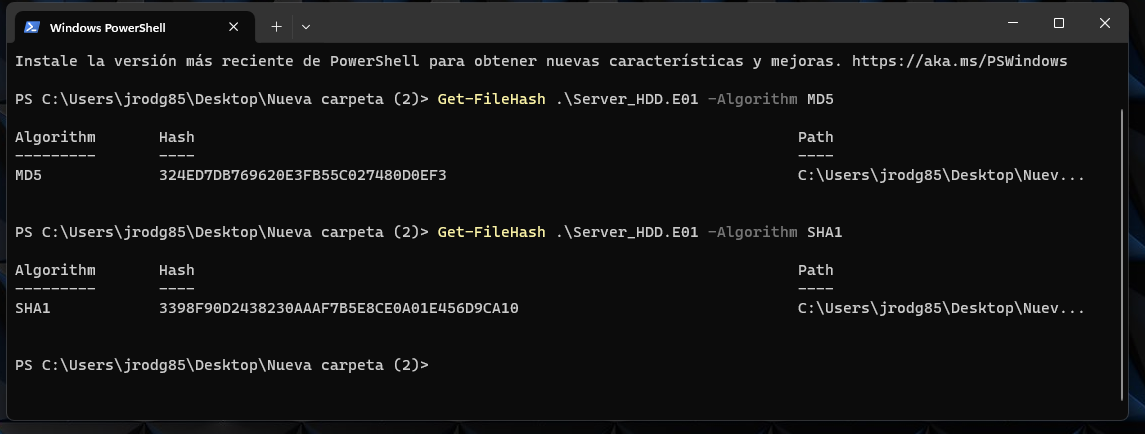 Windows PowerShell
Instale la versión más reciente de PowerShell para obtener nuevas características y mejoras. https://aka.ms/PSWindows
PS C:\Users\jrodg85\Desktop\Nueva carpeta (2)> Get-FileHash .\Server_HDD.E01 -Algorithm MD5
Algorithm Hash Path
--------- ---- ----
MD5 324ED7DB769620E3FB55C027480D0EF3 C:\Users\jrodg85\Desktop\Nuev...
PS C:\Users\jrodg85\Desktop\Nueva carpeta (2)> Get-FileHash .\Server_HDD.E01 -Algorithm SHA1
Algorithm Hash Path
--------- ---- ----
SHA1 3398F90D2438230AAAF7B5E8CE0A01E456D9CA10 C:\Users\jrodg85\Desktop\Nuev...
PS C:\Users\jrodg85\Desktop\Nueva carpeta (2)>